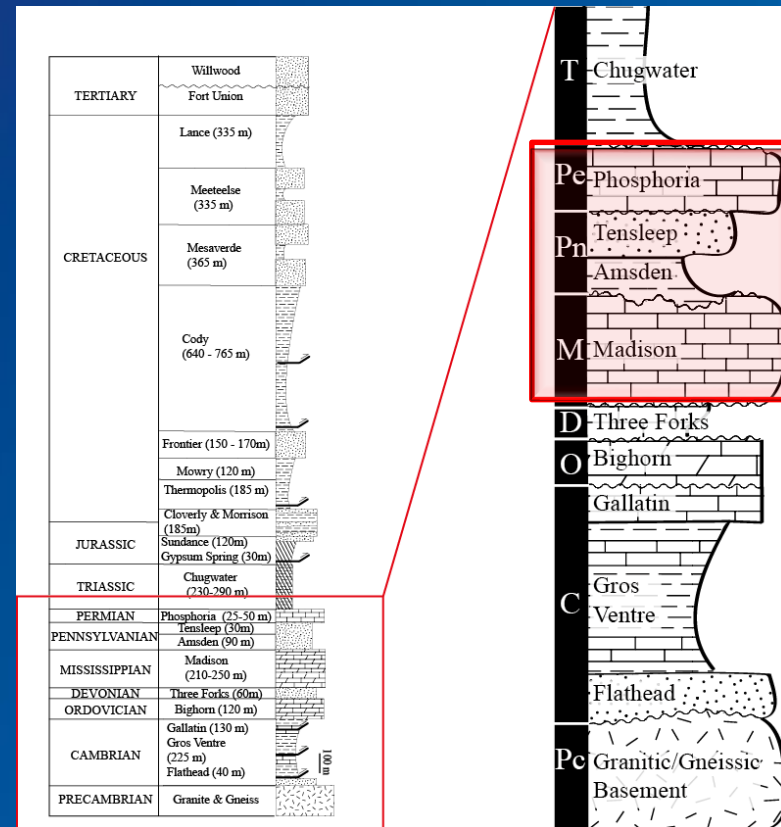 Willwood
TERTIARY
Fort Union
Lance (335 m)
Meeteelse
(335 m)
Mesaverde
(365 m)
CRETACEOUS
Cody
(640 - 765 m)
Frontier (150 - 170m)
Mowry (120 m)
Thermopolis (185 m)
Cloverly & Morrison
(185m)
JURASSIC
Sundance (120m)
Gypsum Spring (30m)
TRIASSIC
Chugwater
(230-290 m)
PERMIAN
Phosphoria (25-50 m)
PENNSYLVANIAN
Tensleep (30m)
Amsden (90 m)
MISSISSIPPIAN
Madison
(210-250 m)
DEVONIAN
Three Forks (60m)
ORDOVICIAN
Bighorn (120 m)
CAMBRIAN
Gallatin (130 m)
Gros Ventre
(225 m)
Flathead (40 m)
100 m
PRECAMBRIAN
Granite & Gneiss
T
Chugwater
Pe
Phosphoria
Pn
Tensleep
Amsden
M
Madison
D
Three Forks
O
Bighorn
C
Gallatin
Gros
Ventre
Flathead
Pc
Granitic/Gneissic
Basement